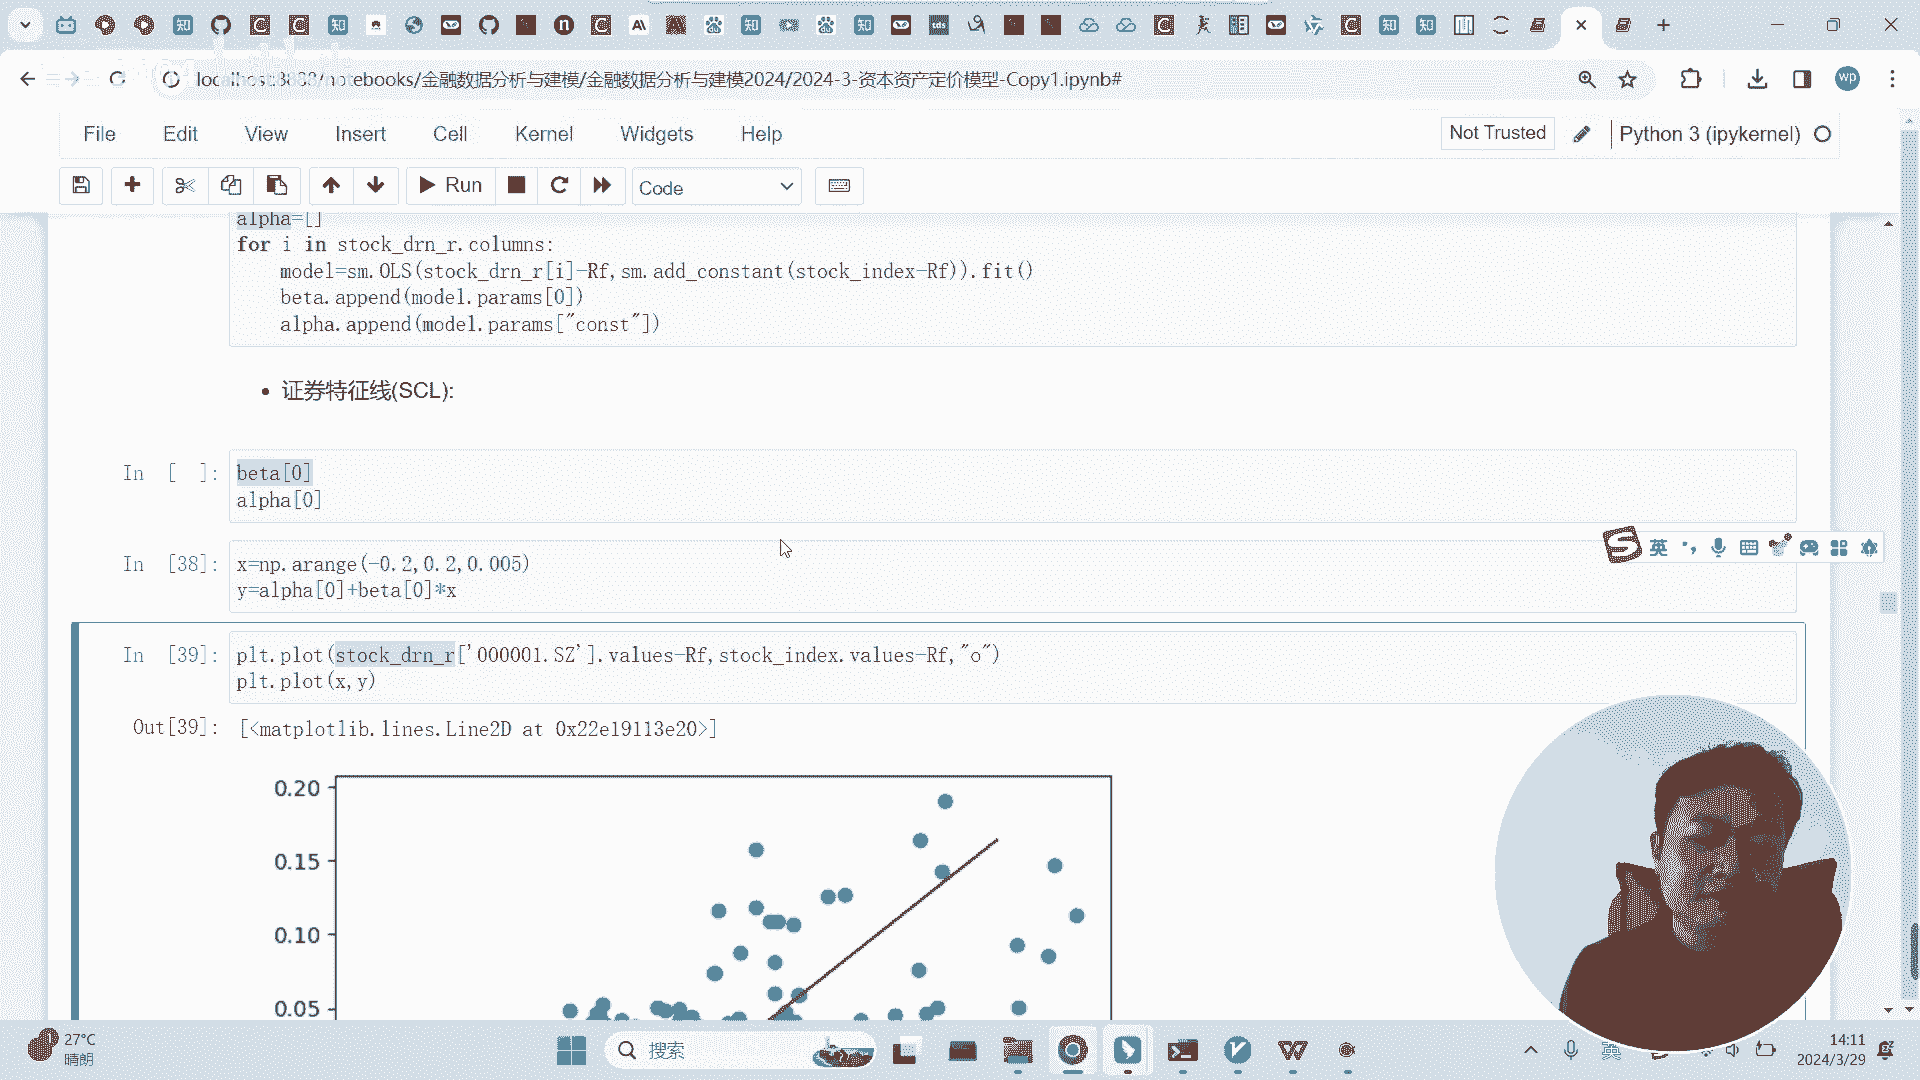 localhost:8888/notebooks/金融数据分析与建模/金融数据分析与建模2024/2024-3-资本资产定价模型-Copy1.ipynb#
wp
File Edit View Insert Cell Kernel Widgets Help
Not Trusted
Python 3 (ipykernel)
Run
Code
alpha=[]
for i in stock_drn_r.columns:
model=sm.OLS(stock_drn_r[i]-Rf,sm.add_constant(stock_index-Rf)).fit()
beta.append(model.params[0])
alpha.append(model.params["const"])
• 证券特征线(SCL):
In [ ]: beta[0]
alpha[0]
英
In [38]: x=np.arange(-0.2,0.2,0.005)
y=alpha[0]+beta[0]*x
In [39]: plt.plot(stock_drn_r['000001.SZ'].values-Rf,stock_index.values-Rf,"o")
plt.plot(x,y)
Out[39]: [<matplotlib.lines.Line2D at 0x22e19113e20>]
0.20
0.15
0.10
0.05
27°C
晴朗
搜索
英
14:11
2024/3/29